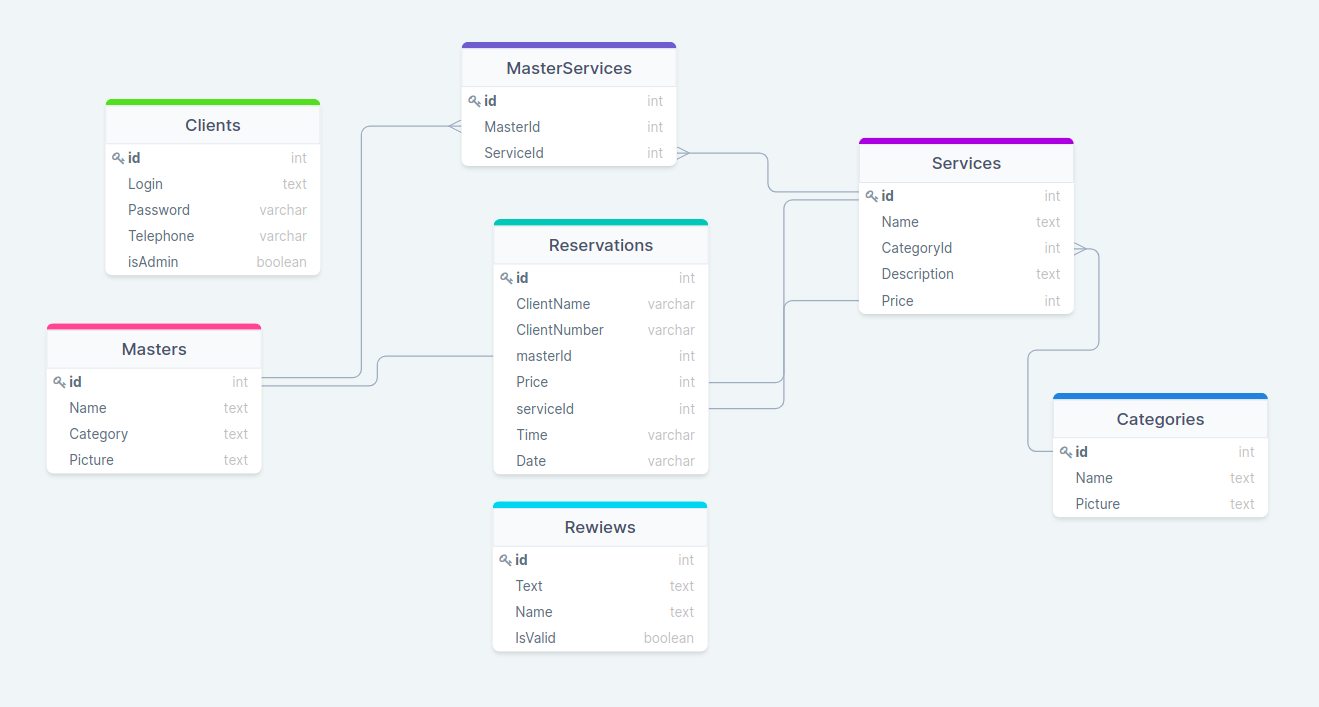 MasterServices
id int
MasterId int
ServiceId int
Clients
id int
Login text
Password varchar
Telephone varchar
isAdmin boolean
Services
id int
Name text
CategoryId int
Description text
Price int
Reservations
id int
ClientName varchar
ClientNumber varchar
masterId int
Price int
serviceId int
Time varchar
Date varchar
Masters
id int
Name text
Category text
Picture text
Categories
id int
Name text
Picture text
Rewiews
id int
Text text
Name text
IsValid boolean